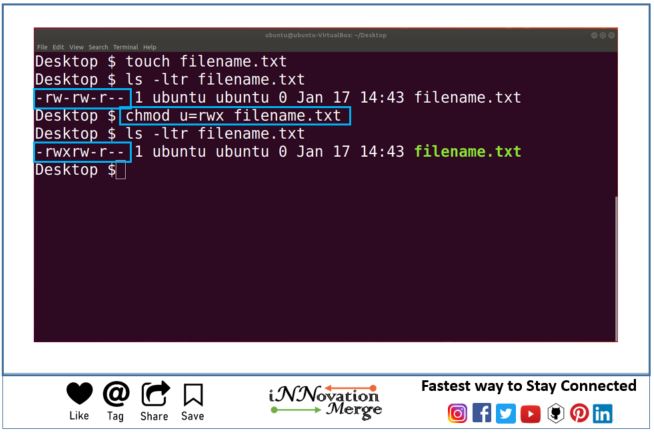 ubuntu@ubuntu-VirtualBox: ~/Desktop
File Edit View Search Terminal Help
Desktop $ touch filename.txt
Desktop $ ls -ltr filename.txt
-rw-rw-r-- 1 ubuntu ubuntu 0 Jan 17 14:43 filename.txt
Desktop $ chmod u=rwx filename.txt
Desktop $ ls -ltr filename.txt
-rwxrw-r-- 1 ubuntu ubuntu 0 Jan 17 14:43 filename.txt
Desktop $
Like Tag Share Save
iNNovation
Merge
Fastest way to Stay Connected